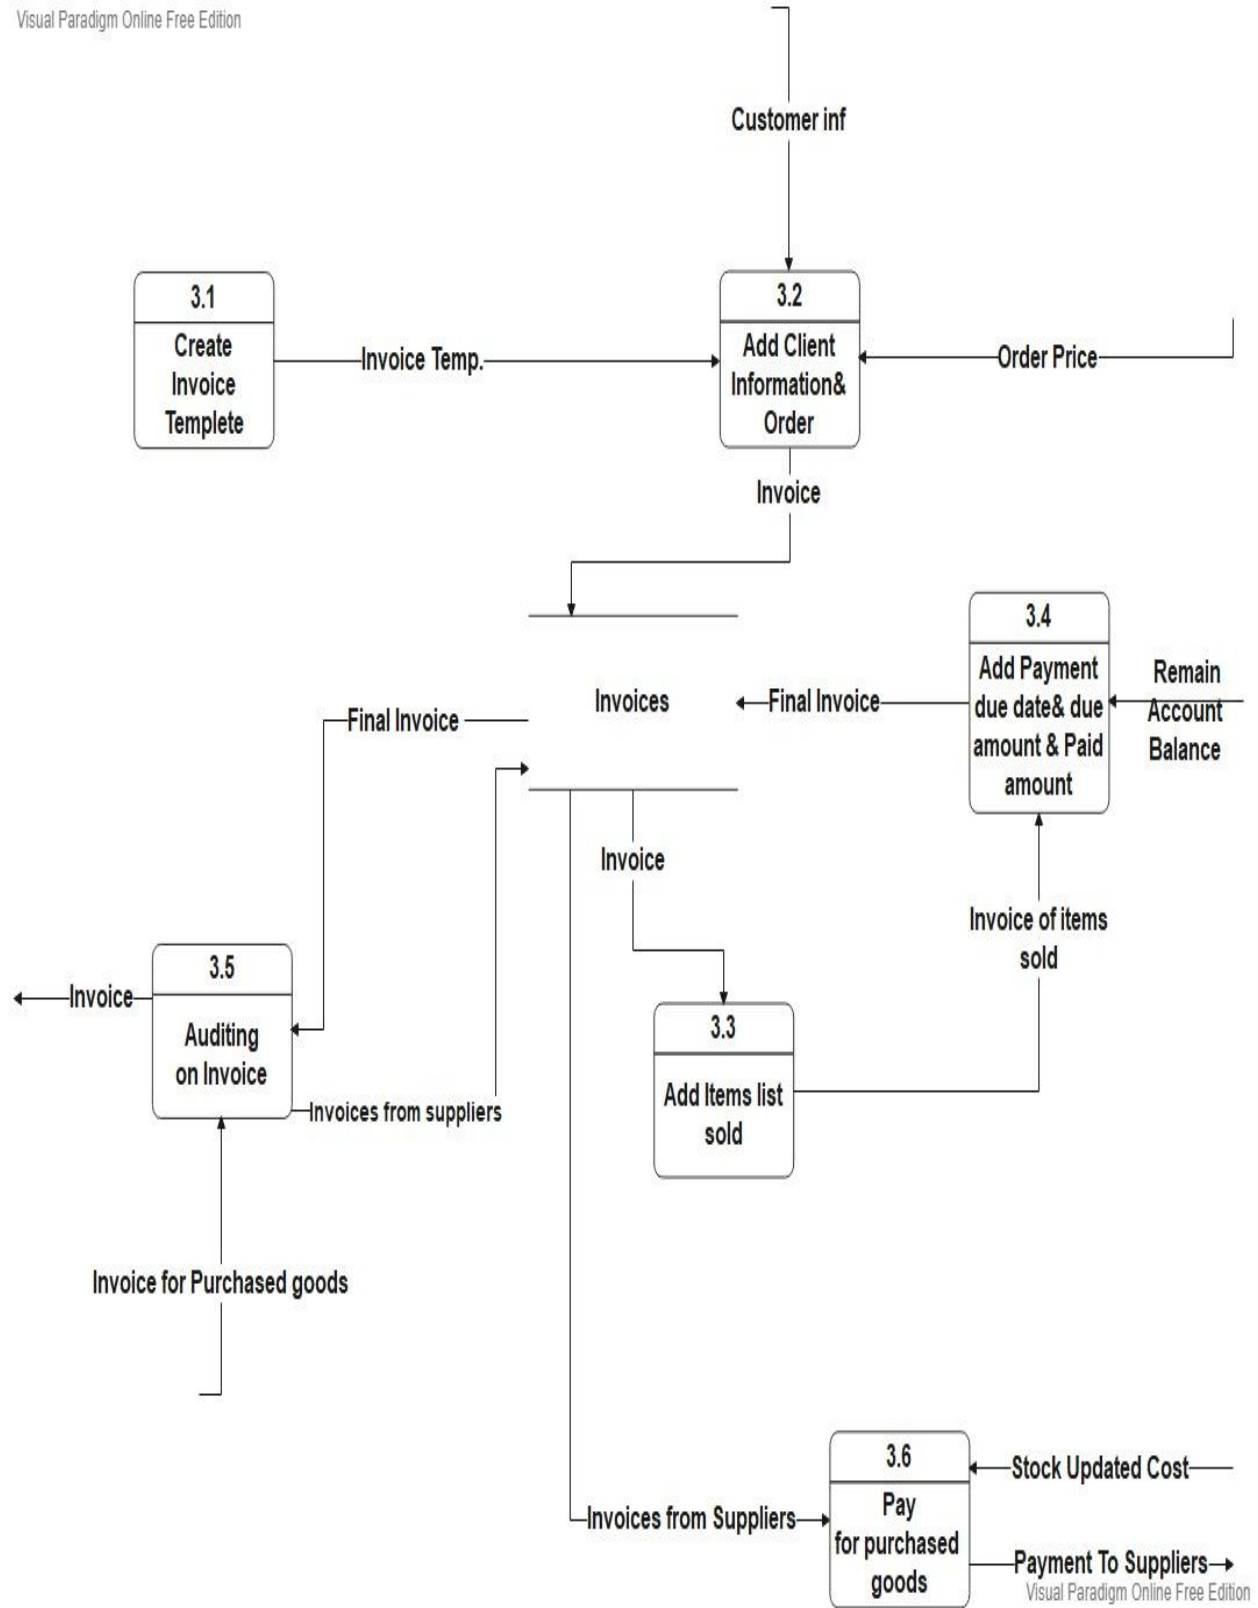 Visual Paradigm Online Free Edition
Customer inf
3.1
Create
Invoice
Templete
Invoice Temp.
3.2
Add Client
Information&
Order
Order Price
Invoice
Invoices
Final Invoice
3.4
Add Payment
due date& due
amount & Paid
amount
Remain
Account
Balance
Final Invoice
Invoice
Invoice of items
sold
3.5
Auditing
on Invoice
Invoice
Invoices from suppliers
3.3
Add Items list
sold
Invoice for Purchased goods
3.6
Pay
for purchased
goods
Stock Updated Cost
Invoices from Suppliers
Payment To Suppliers
Visual Paradigm Online Free Edition